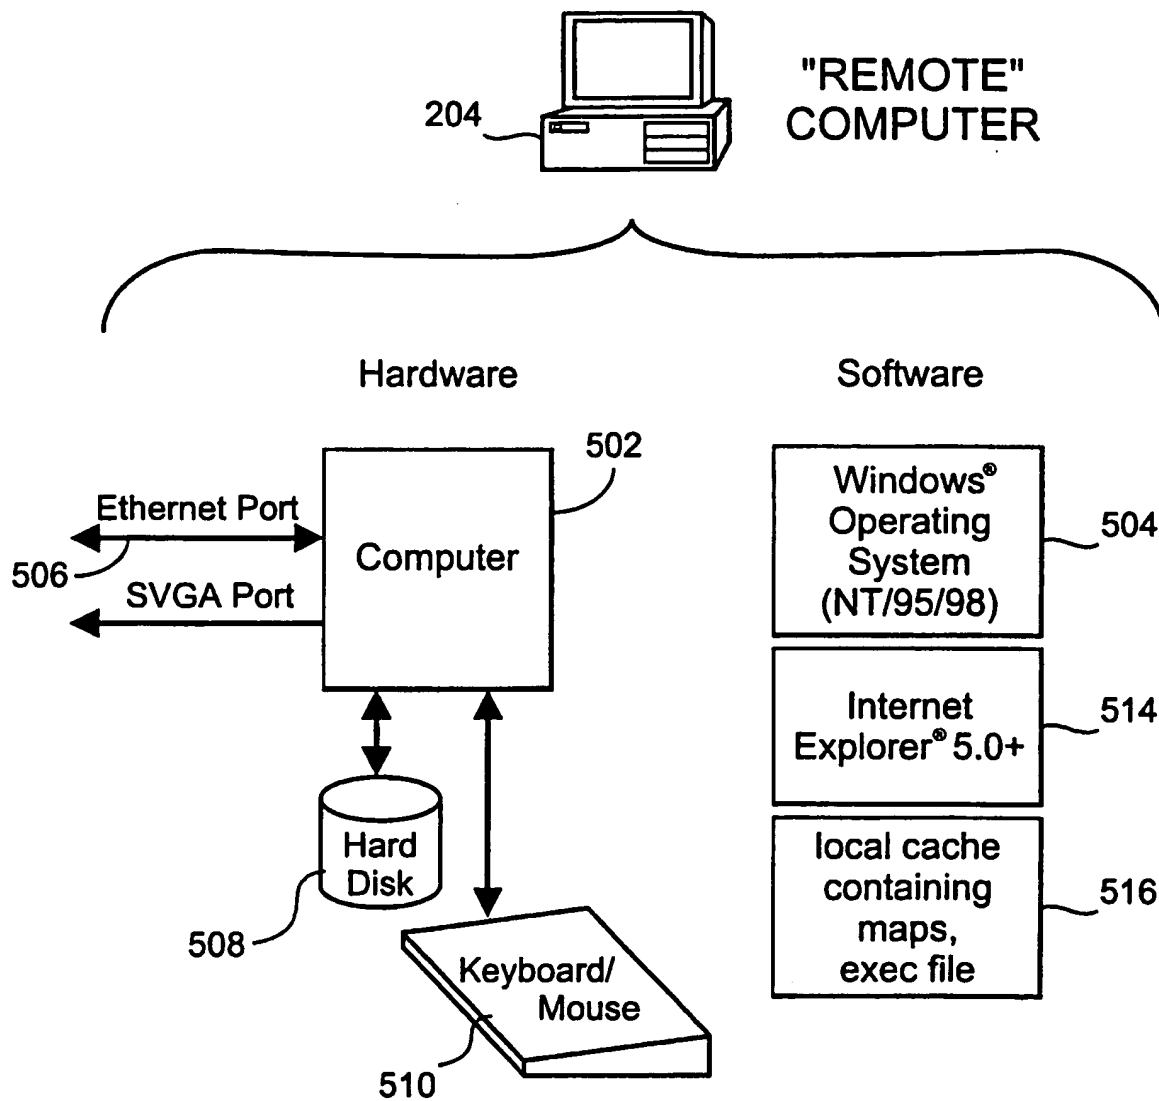 204
"REMOTE"
COMPUTER
Hardware
Software
502
Ethernet Port
506
SVGA Port
Computer
Windows®
Operating
System
(NT/95/98)
504
Internet
Explorer® 5.0+
514
Hard
Disk
508
local cache
containing
maps,
exec file
516
Keyboard/
Mouse
510